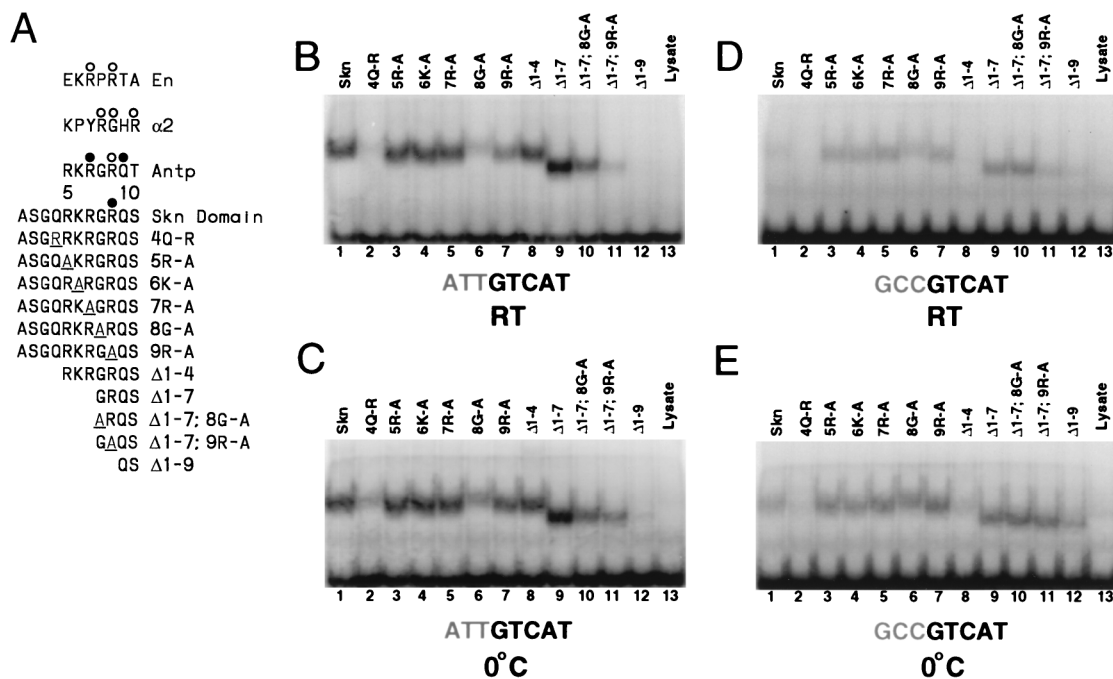 A
EKRPRTA En
KPYRGHR α2
RKRGRQT Antp
5 10
ASGQRKRGRQS Skn Domain
ASGRRKRGRQS 4Q-R
ASGQAKRGRQS 5R-A
ASGQRARGRQS 6K-A
ASGQRKAGRQS 7R-A
ASGQRKRARQS 8G-A
ASGQRKRGAQS 9R-A
RKRGRQS Δ1-4
GRQS Δ1-7
ARQS Δ1-7; 8G-A
GAQS Δ1-7; 9R-A
QS Δ1-9
B
Skn 4Q-R 5R-A 6K-A 7R-A 8G-A 9R-A Δ1-4 Δ1-7 Δ1-7; 8G-A Δ1-7; 9R-A Δ1-9 Lysate
1 2 3 4 5 6 7 8 9 10 11 12 13
ATTGTCAT
RT
C
Skn 4Q-R 5R-A 6K-A 7R-A 8G-A 9R-A Δ1-4 Δ1-7 Δ1-7; 8G-A Δ1-7; 9R-A Δ1-9 Lysate
1 2 3 4 5 6 7 8 9 10 11 12 13
ATTGTCAT
0°C
D
Skn 4Q-R 5R-A 6K-A 7R-A 8G-A 9R-A Δ1-4 Δ1-7 Δ1-7; 8G-A Δ1-7; 9R-A Δ1-9 Lysate
1 2 3 4 5 6 7 8 9 10 11 12 13
GCCGTCAT
RT
E
Skn 4Q-R 5R-A 6K-A 7R-A 8G-A 9R-A Δ1-4 Δ1-7 Δ1-7; 8G-A Δ1-7; 9R-A Δ1-9 Lysate
1 2 3 4 5 6 7 8 9 10 11 12 13
GCCGTCAT
0°C